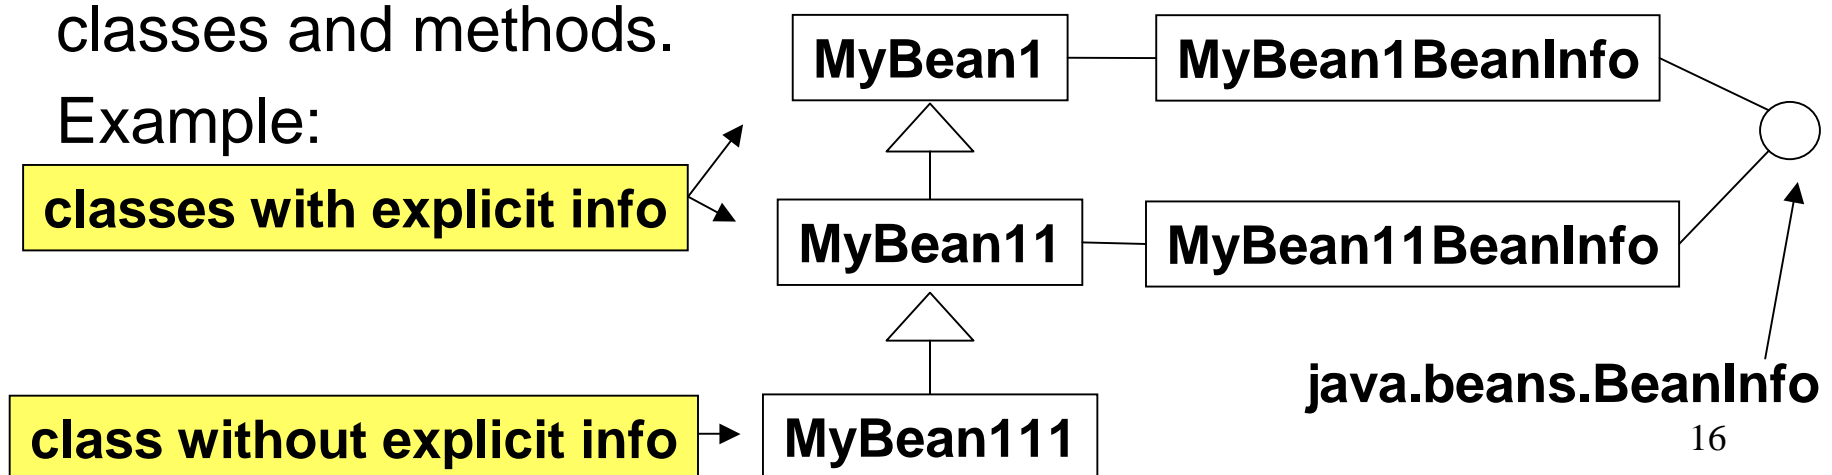 classes and methods.
Example:
classes with explicit info
class without explicit info
MyBean1
MyBean1BeanInfo
MyBean11
MyBean11BeanInfo
MyBean111
java.beans.BeanInfo
16